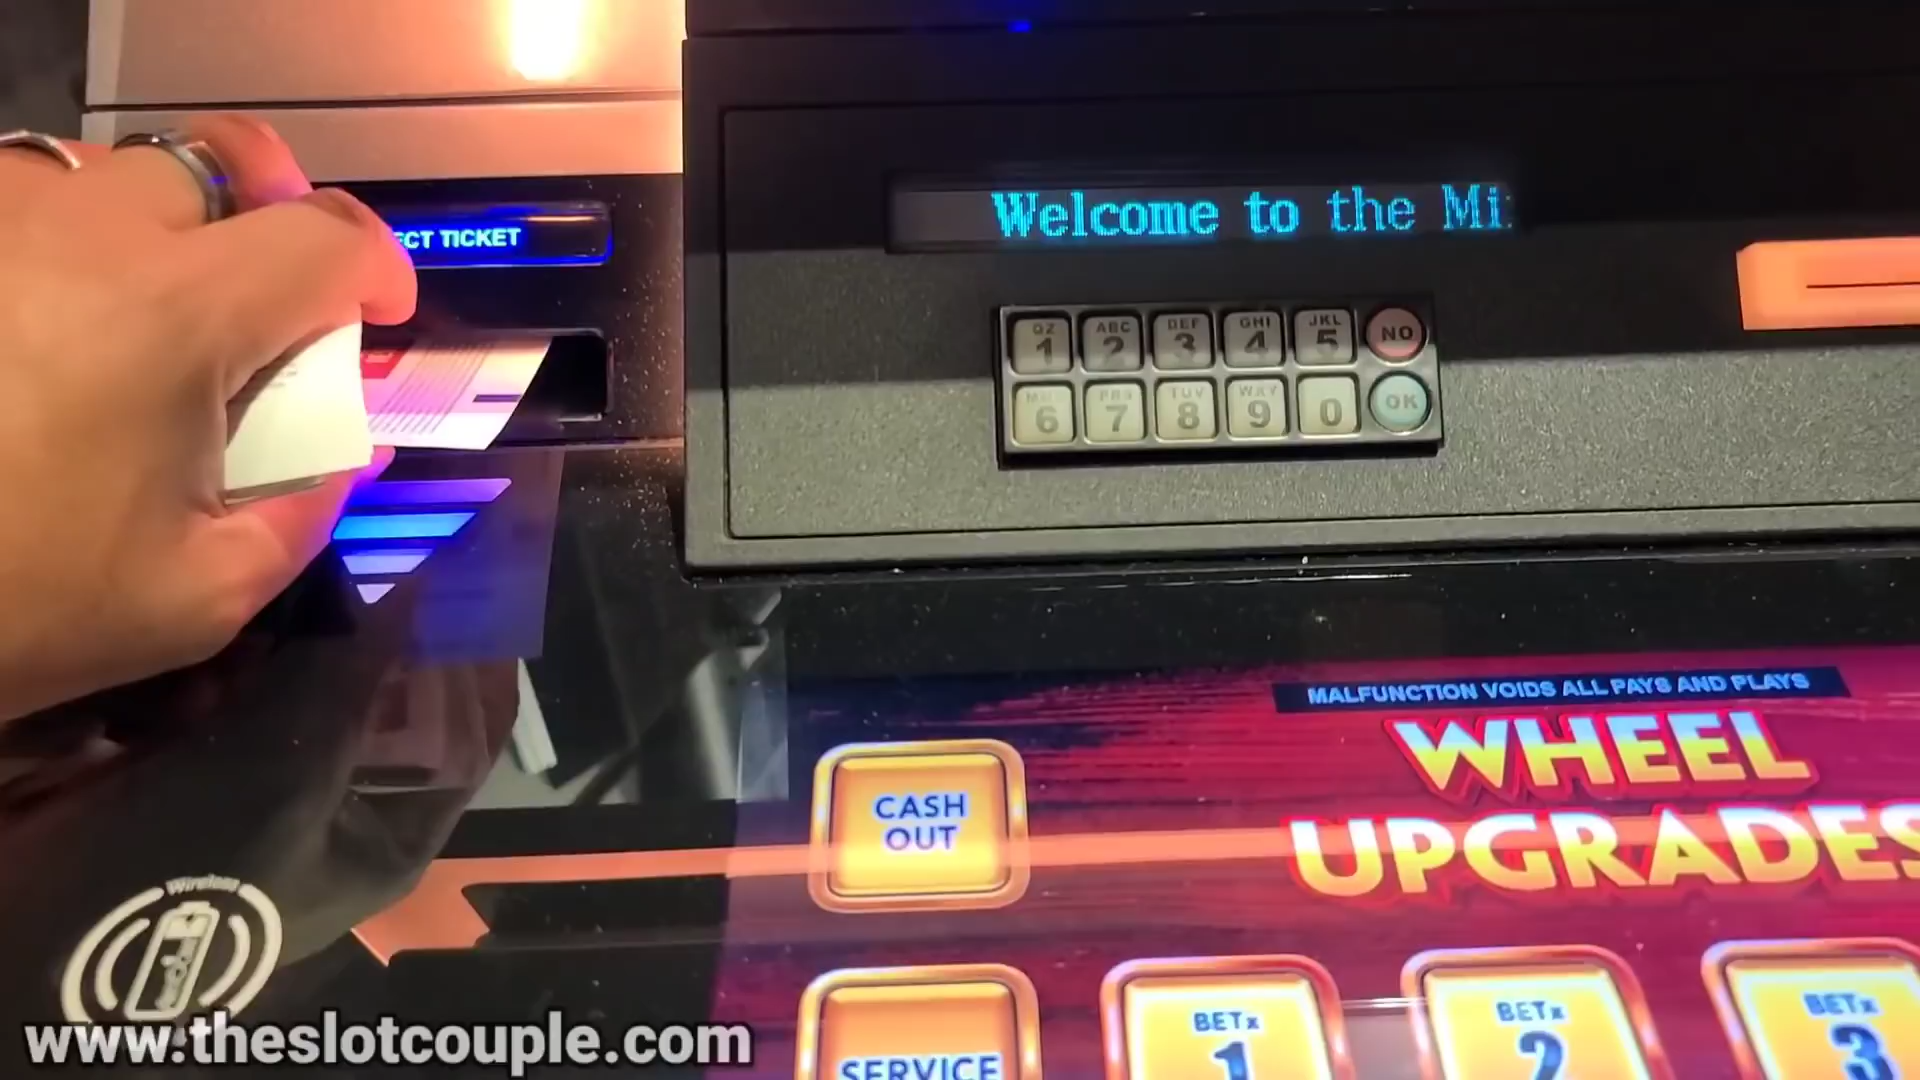 ECT TICKET
Welcome to the Mi
QZ
1
ABC
2
DEF
3
GHI
4
JKL
5
NO
6
PRS
7
TUV
8
WXY
9
0
OK
MALFUNCTION VOIDS ALL PAYS AND PLAYS
WHEEL
UPGRADES
CASH
OUT
Wireless
SERVICE
BETx
1
BETx
2
BETx
3
www.theslotcouple.com